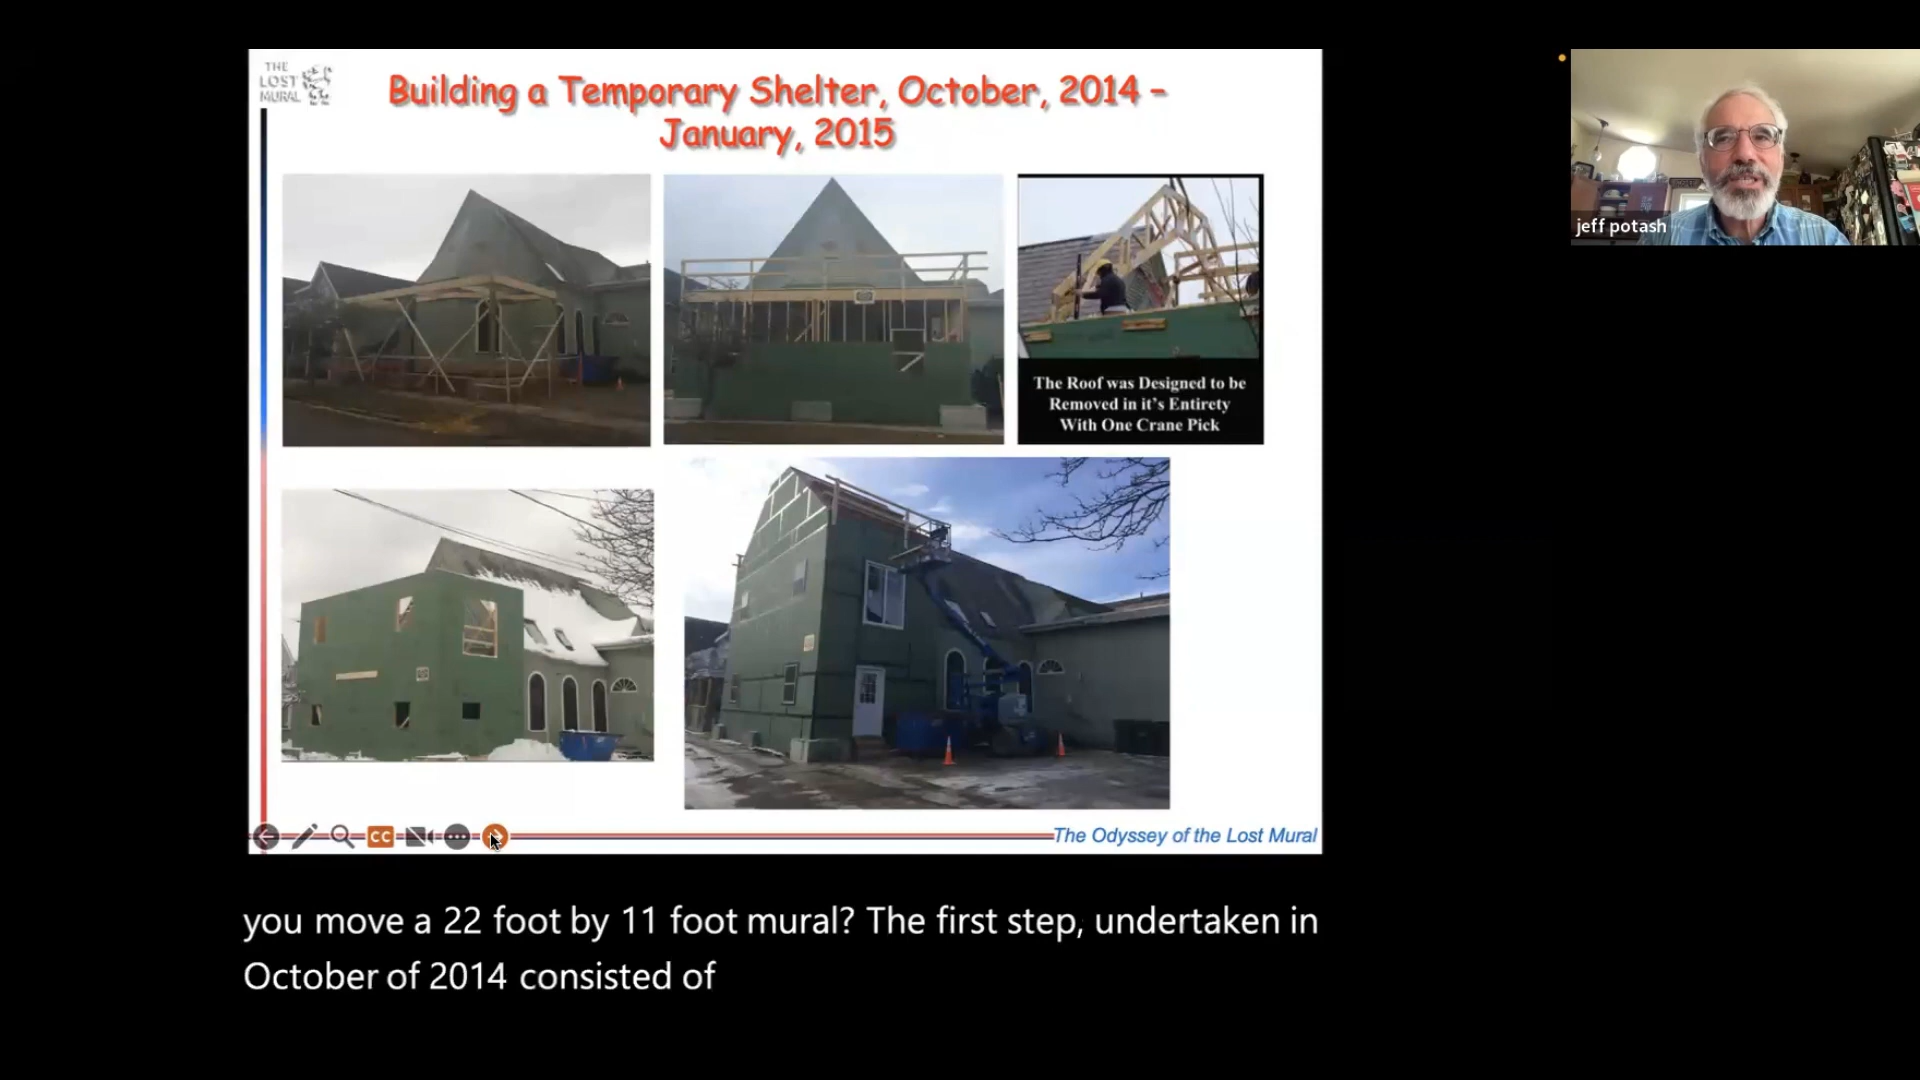 THE
LOST
MURAL
Building a Temporary Shelter, October, 2014 –
January, 2015
The Roof was Designed to be
Removed in it's Entirety
With One Crane Pick
CC
The Odyssey of the Lost Mural
jeff potash
you move a 22 foot by 11 foot mural? The first step, undertaken in
October of 2014 consisted of